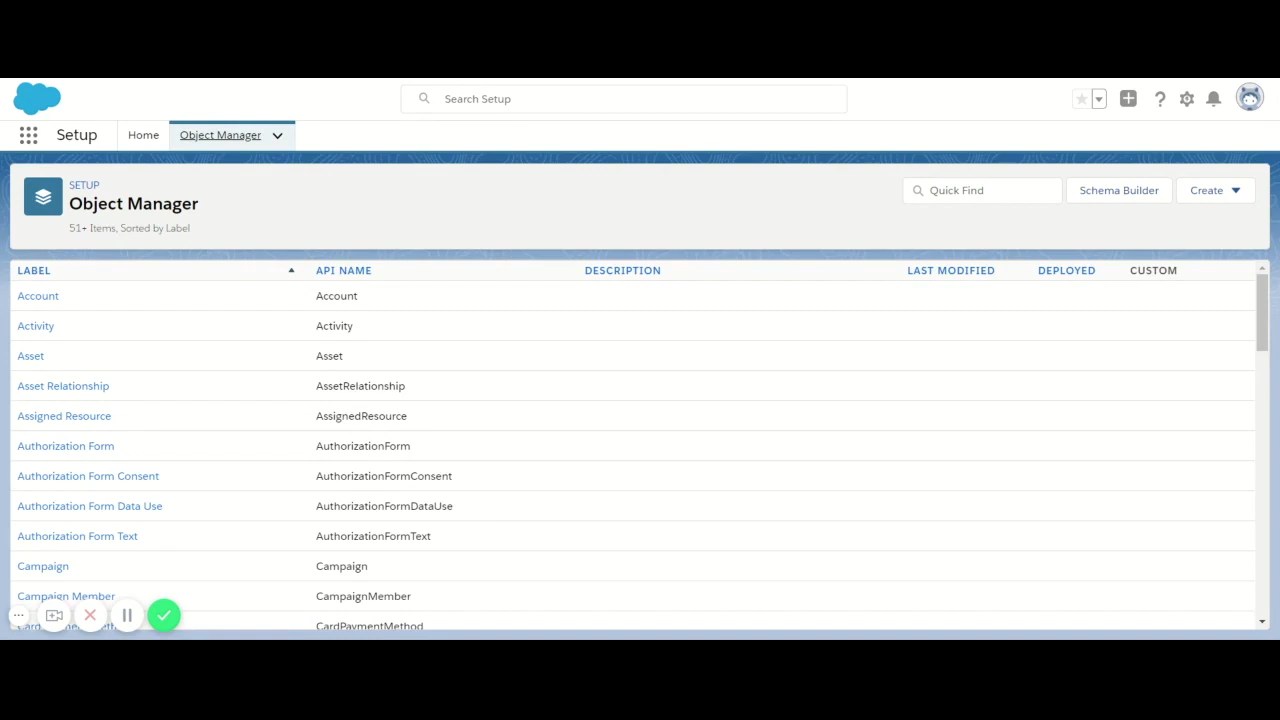 Search Setup
Setup Home Object Manager
SETUP
Object Manager
51+ Items, Sorted by Label
Quick Find Schema Builder Create
LABEL API NAME DESCRIPTION LAST MODIFIED DEPLOYED CUSTOM
Account Account
Activity Activity
Asset Asset
Asset Relationship AssetRelationship
Assigned Resource AssignedResource
Authorization Form AuthorizationForm
Authorization Form Consent AuthorizationFormConsent
Authorization Form Data Use AuthorizationFormDataUse
Authorization Form Text AuthorizationFormText
Campaign Campaign
Campaign Member CampaignMember
CardPaymentMethod